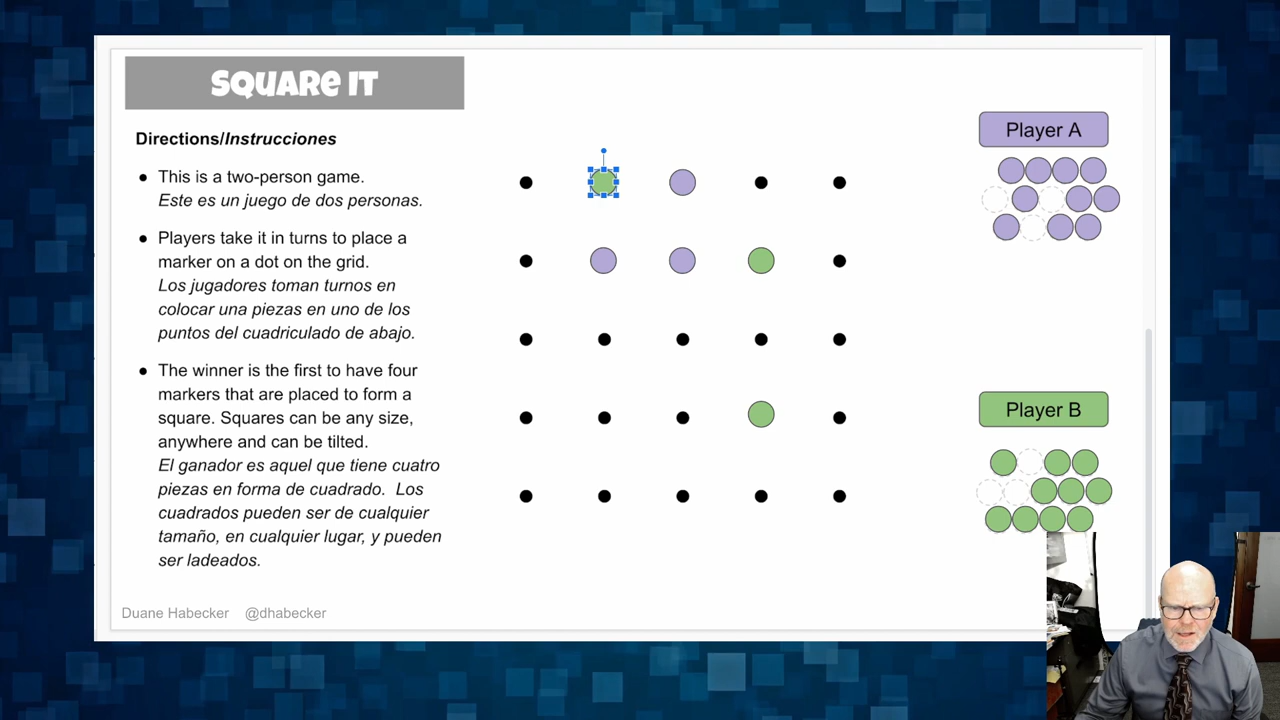 SQUARE IT
Directions/Instrucciones
● This is a two-person game.
Este es un juego de dos personas.
● Players take it in turns to place a
marker on a dot on the grid.
Los jugadores toman turnos en
colocar una piezas en uno de los
puntos del cuadriculado de abajo.
● The winner is the first to have four
markers that are placed to form a
square. Squares can be any size,
anywhere and can be tilted.
El ganador es aquel que tiene cuatro
piezas en forma de cuadrado. Los
cuadrados pueden ser de cualquier
tamaño, en cualquier lugar, y pueden
ser ladeados.
Duane Habecker @dhabecker
Player A
Player B